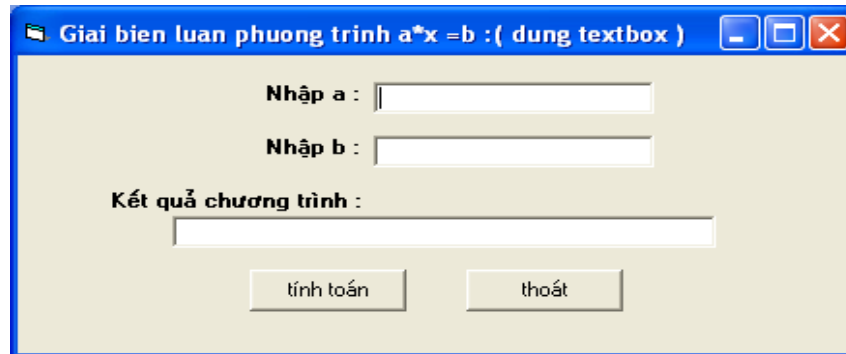 Giai bien luan phuong trinh a*x =b :( dung textbox )
Nhập a :
Nhập b :
Kết quả chương trình :
tính toán
thoát